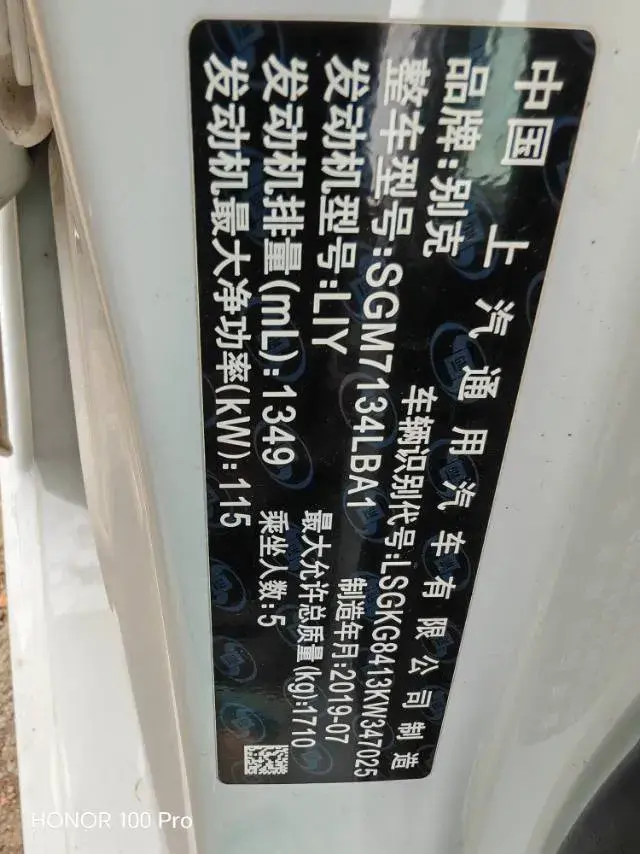 中国 上汽通用汽车有限公司制造
品牌:别克
车辆识别代号:LSGKG8413KW347025
整车型号:SGM7134LBA1
制造年月:2019-07
发动机型号:LIY
最大允许总质量(kg):1710
发动机排量(mL):1349
乘坐人数:5
发动机最大净功率(kW):115
HONOR 100 Pro